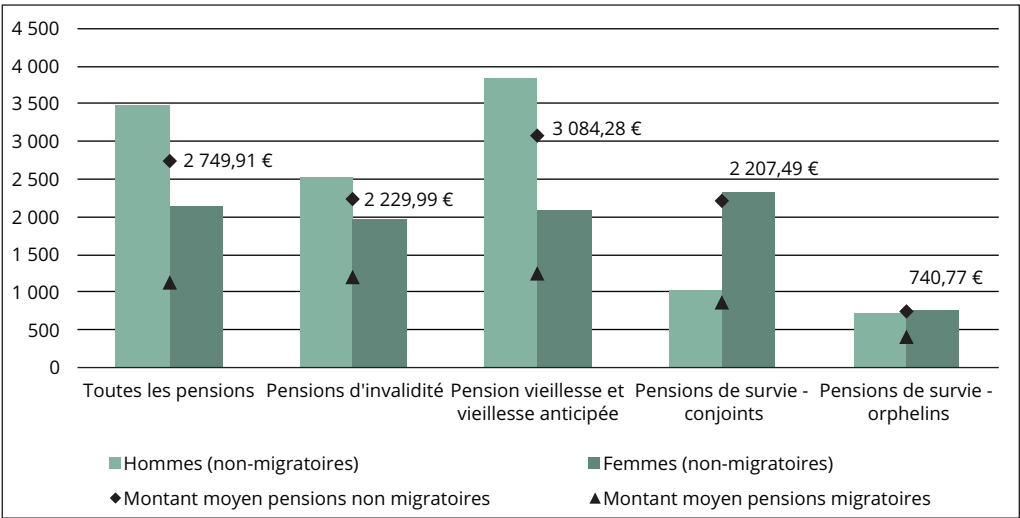 4 500
4 000
3 500
3 000
2 500
2 000
1 500
1 000
500
0
2 749,91 €
2 229,99 €
3 084,28 €
2 207,49 €
740,77 €
Toutes les pensions
Pensions d'invalidité
Pension vieillesse et
vieillesse anticipée
Pensions de survie -
conjoints
Pensions de survie -
orphelins
Hommes (non-migratoires)
Femmes (non-migratoires)
Montant moyen pensions non migratoires
Montant moyen pensions migratoires